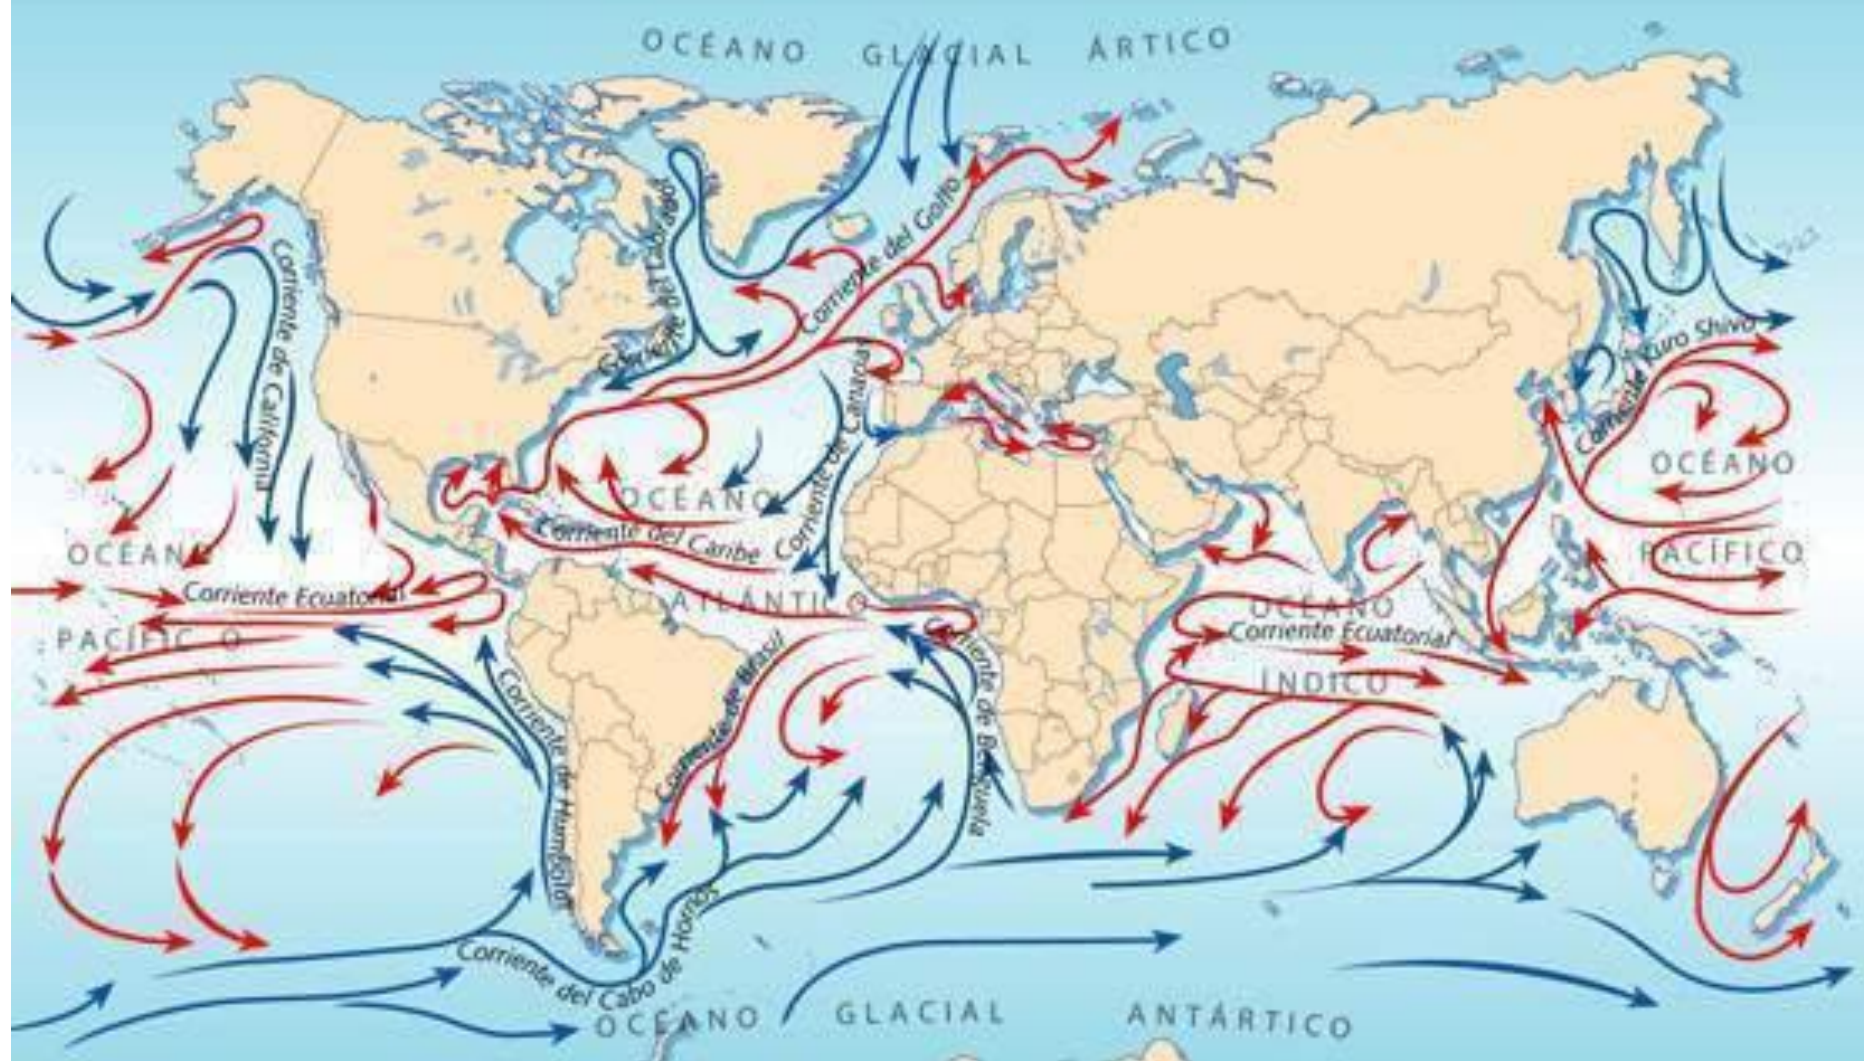 OCÉANO GLACIAL ÁRTICO
Corriente del Golfo
Corriente del Labrador
Corriente de California
Corriente de Canarias
Corriente Kuro Shivo
OCÉANO
PACÍFICO
OCÉANO
ATLÁNTICO
Corriente del Caribe
OCÉANO
PACÍFICO
Corriente Ecuatorial
OCÉANO
ÍNDICO
Corriente Ecuatorial
Corriente de Brasil
Corriente de Benguela
Corriente de Humboldt
Corriente del Cabo de Hornos
OCÉANO GLACIAL ANTÁRTICO